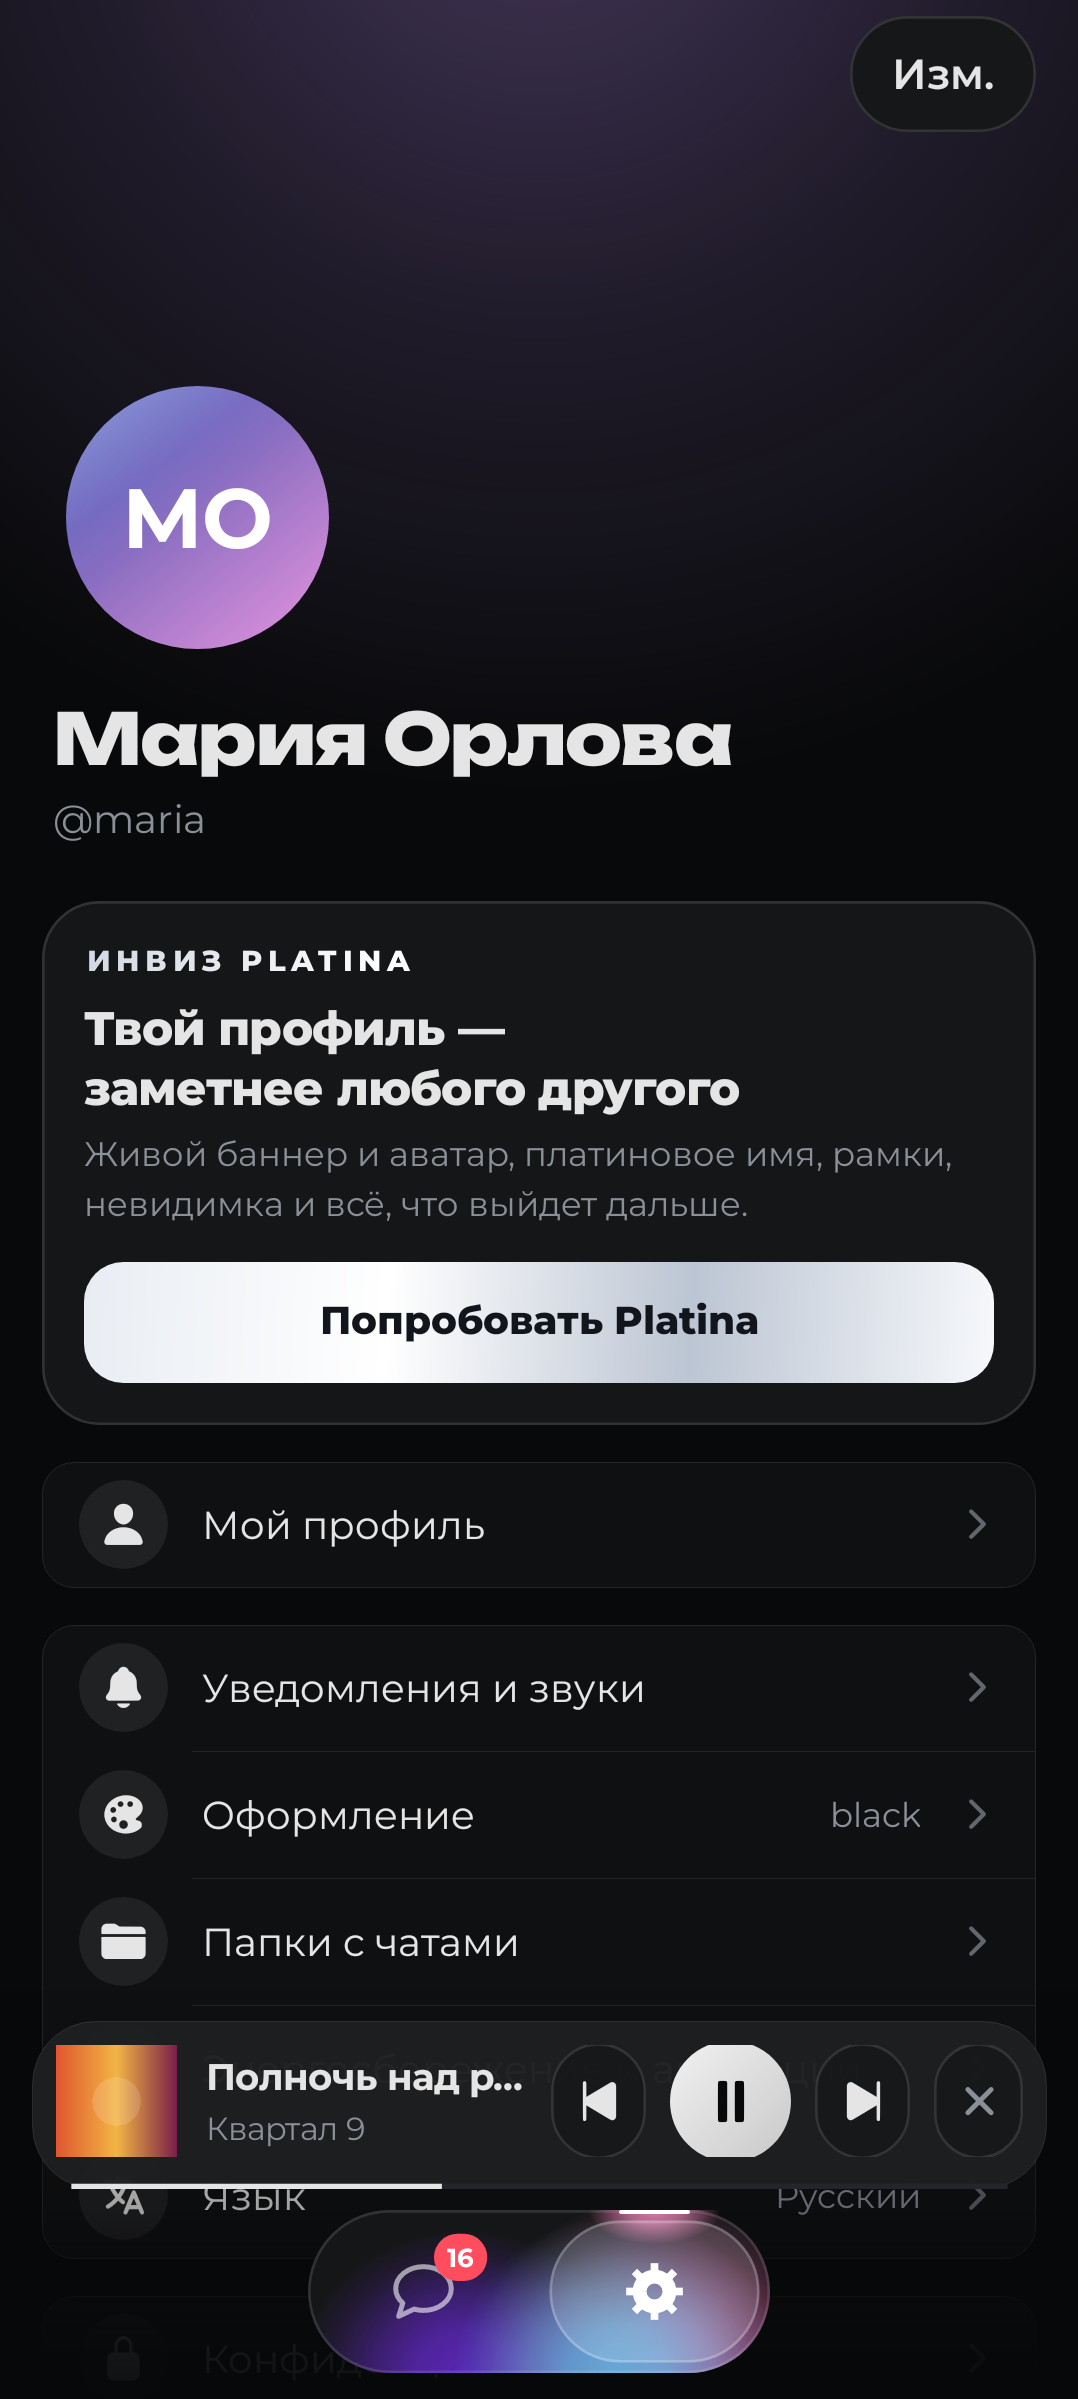 Изм.
МО
Мария Орлова
@maria
ИНВИЗ PLATINA
Твой профиль —
заметнее любого другого
Живой баннер и аватар, платиновое имя, рамки,
невидимка и всё, что выйдет дальше.
Попробовать Platina
Мой профиль
Уведомления и звуки
Оформление black
Папки с чатами
Полночь над р...
Квартал 9
Язык Русский
16
Конфид